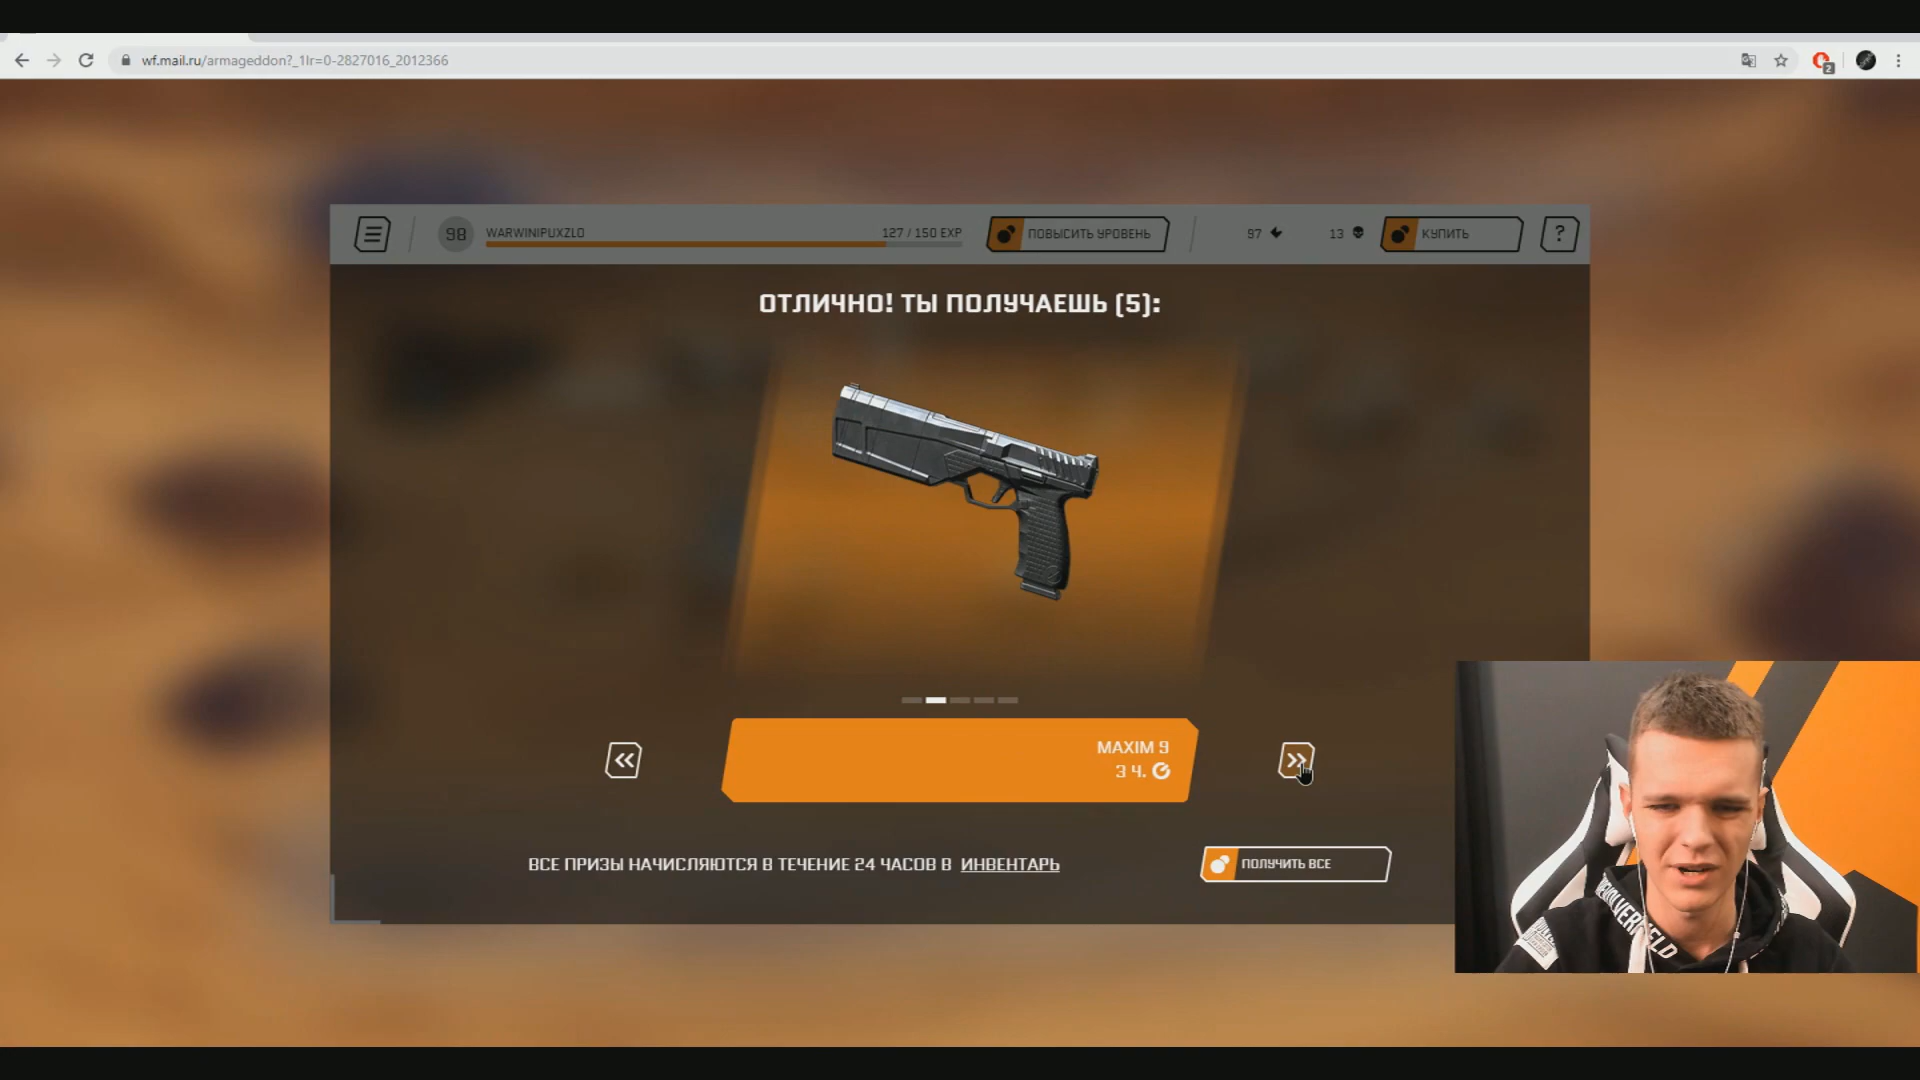 wf.mail.ru/armageddon?_1lr=0-2827016_2012366
2
98
WARWINIPUXZLO
127 / 150 EXP
ПОВЫСИТЬ УРОВЕНЬ
97
13
КУПИТЬ
?
ОТЛИЧНО! ТЫ ПОЛУЧАЕШЬ (5):
MAXIM 9
3 Ч.
ВСЕ ПРИЗЫ НАЧИСЛЯЮТСЯ В ТЕЧЕНИЕ 24 ЧАСОВ В ИНВЕНТАРЬ
ПОЛУЧИТЬ ВСЕ